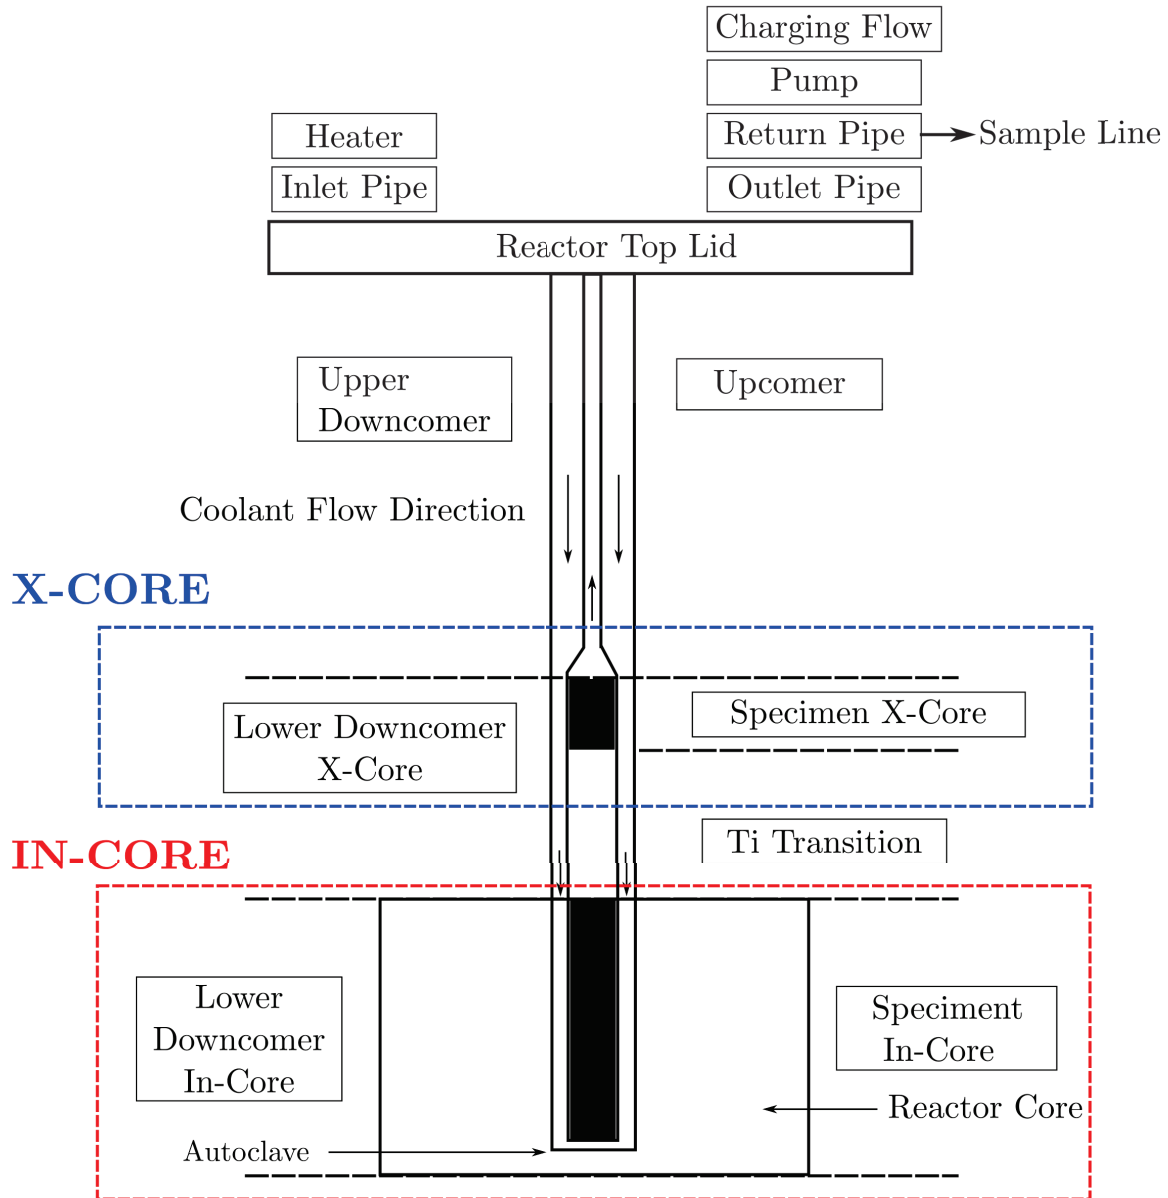 Charging Flow
Pump
Heater
Return Pipe
Sample Line
Inlet Pipe
Outlet Pipe
Reactor Top Lid
Upper
Downcomer
Upcomer
Coolant Flow Direction
X-CORE
Lower Downcomer
X-Core
Specimen X-Core
Ti Transition
IN-CORE
Lower
Downcomer
In-Core
Speciment
In-Core
Reactor Core
Autoclave